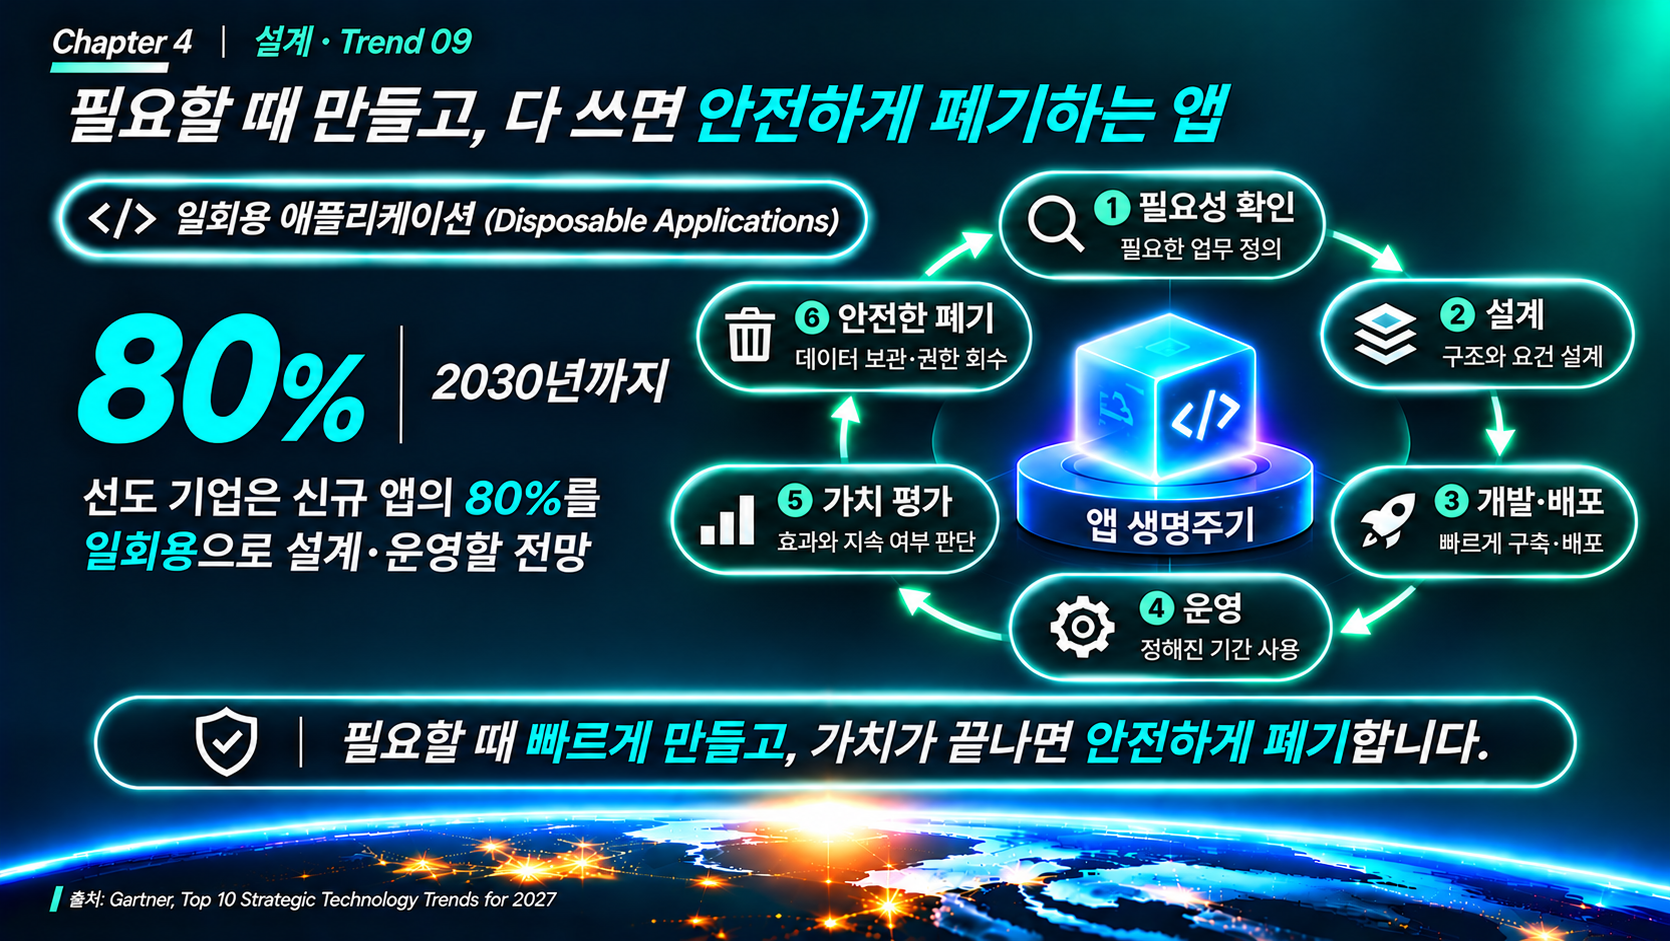 Chapter 4 | 설계 · Trend 09
필요할 때 만들고, 다 쓰면 안전하게 폐기하는 앱
</> 일회용 애플리케이션 (Disposable Applications)
80% | 2030년까지
선도 기업은 신규 앱의 80%를
일회용으로 설계·운영할 전망
1 필요성 확인
필요한 업무 정의
2 설계
구조와 요건 설계
3 개발·배포
빠르게 구축·배포
4 운영
정해진 기간 사용
5 가치 평가
효과와 지속 여부 판단
6 안전한 폐기
데이터 보관·권한 회수
</>
앱 생명주기
필요할 때 빠르게 만들고, 가치가 끝나면 안전하게 폐기합니다.
출처: Gartner, Top 10 Strategic Technology Trends for 2027